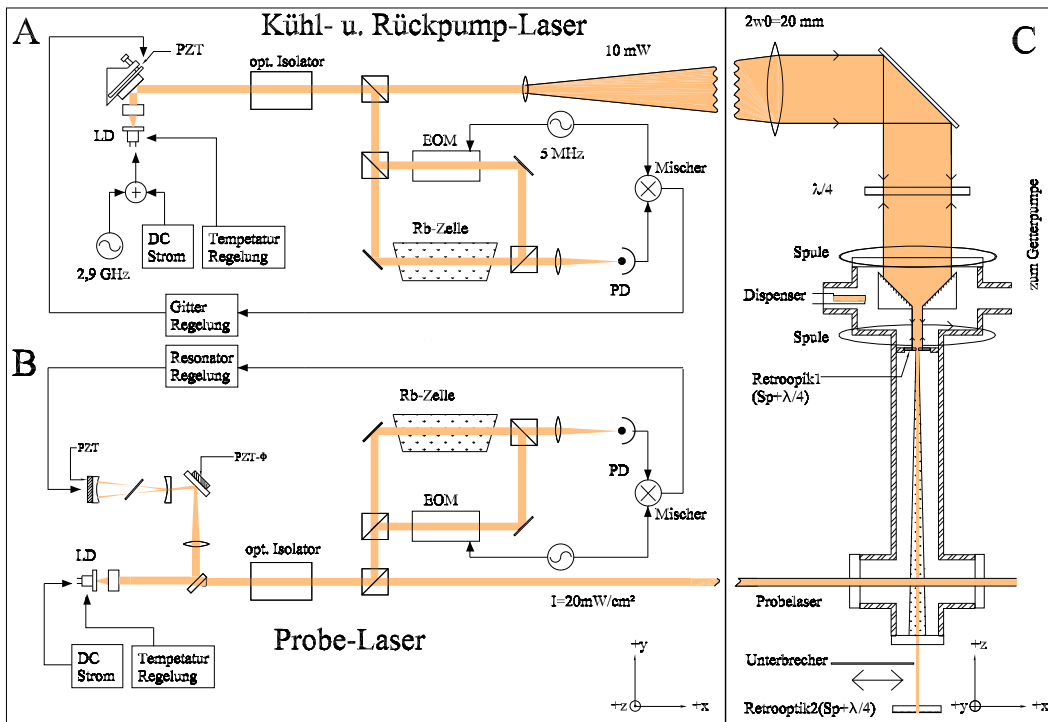 A
Kühl- u. Rückpump-Laser
PZT
opt. Isolator
10 mW
LD
EOM
5 MHz
Mischer
+
DC
Strom
Tempetatur
Regelung
2,9 GHz
Rb-Zelle
PD
Gitter
Regelung
B
Resonator
Regelung
Rb-Zelle
PZT
PZT-Φ
PD
EOM
Mischer
LD
opt. Isolator
I=20mW/cm²
Probe-Laser
DC
Strom
Tempetatur
Regelung
+y
+z
+x
2w0=20 mm
C
λ/4
zum Getterpumpe
Spule
Dispenser
Spule
Retroopik1
(Sp+λ/4)
Probelaser
Unterbrecher
Retrooptik2(Sp+λ/4)
+z
+y
+x